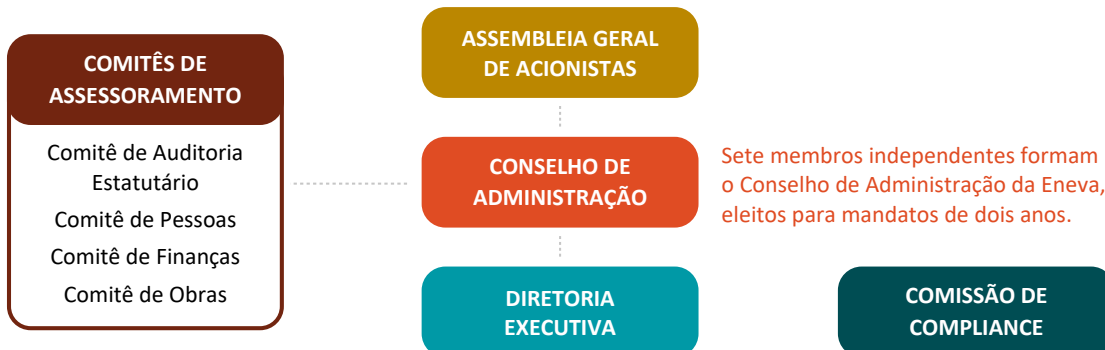 COMITÊS DE
ASSESSORAMENTO
Comitê de Auditoria
Estatutário
Comitê de Pessoas
Comitê de Finanças
Comitê de Obras
ASSEMBLEIA GERAL
DE ACIONISTAS
CONSELHO DE
ADMINISTRAÇÃO
Sete membros independentes formam
o Conselho de Administração da Eneva,
eleitos para mandatos de dois anos.
DIRETORIA
EXECUTIVA
COMISSÃO DE
COMPLIANCE